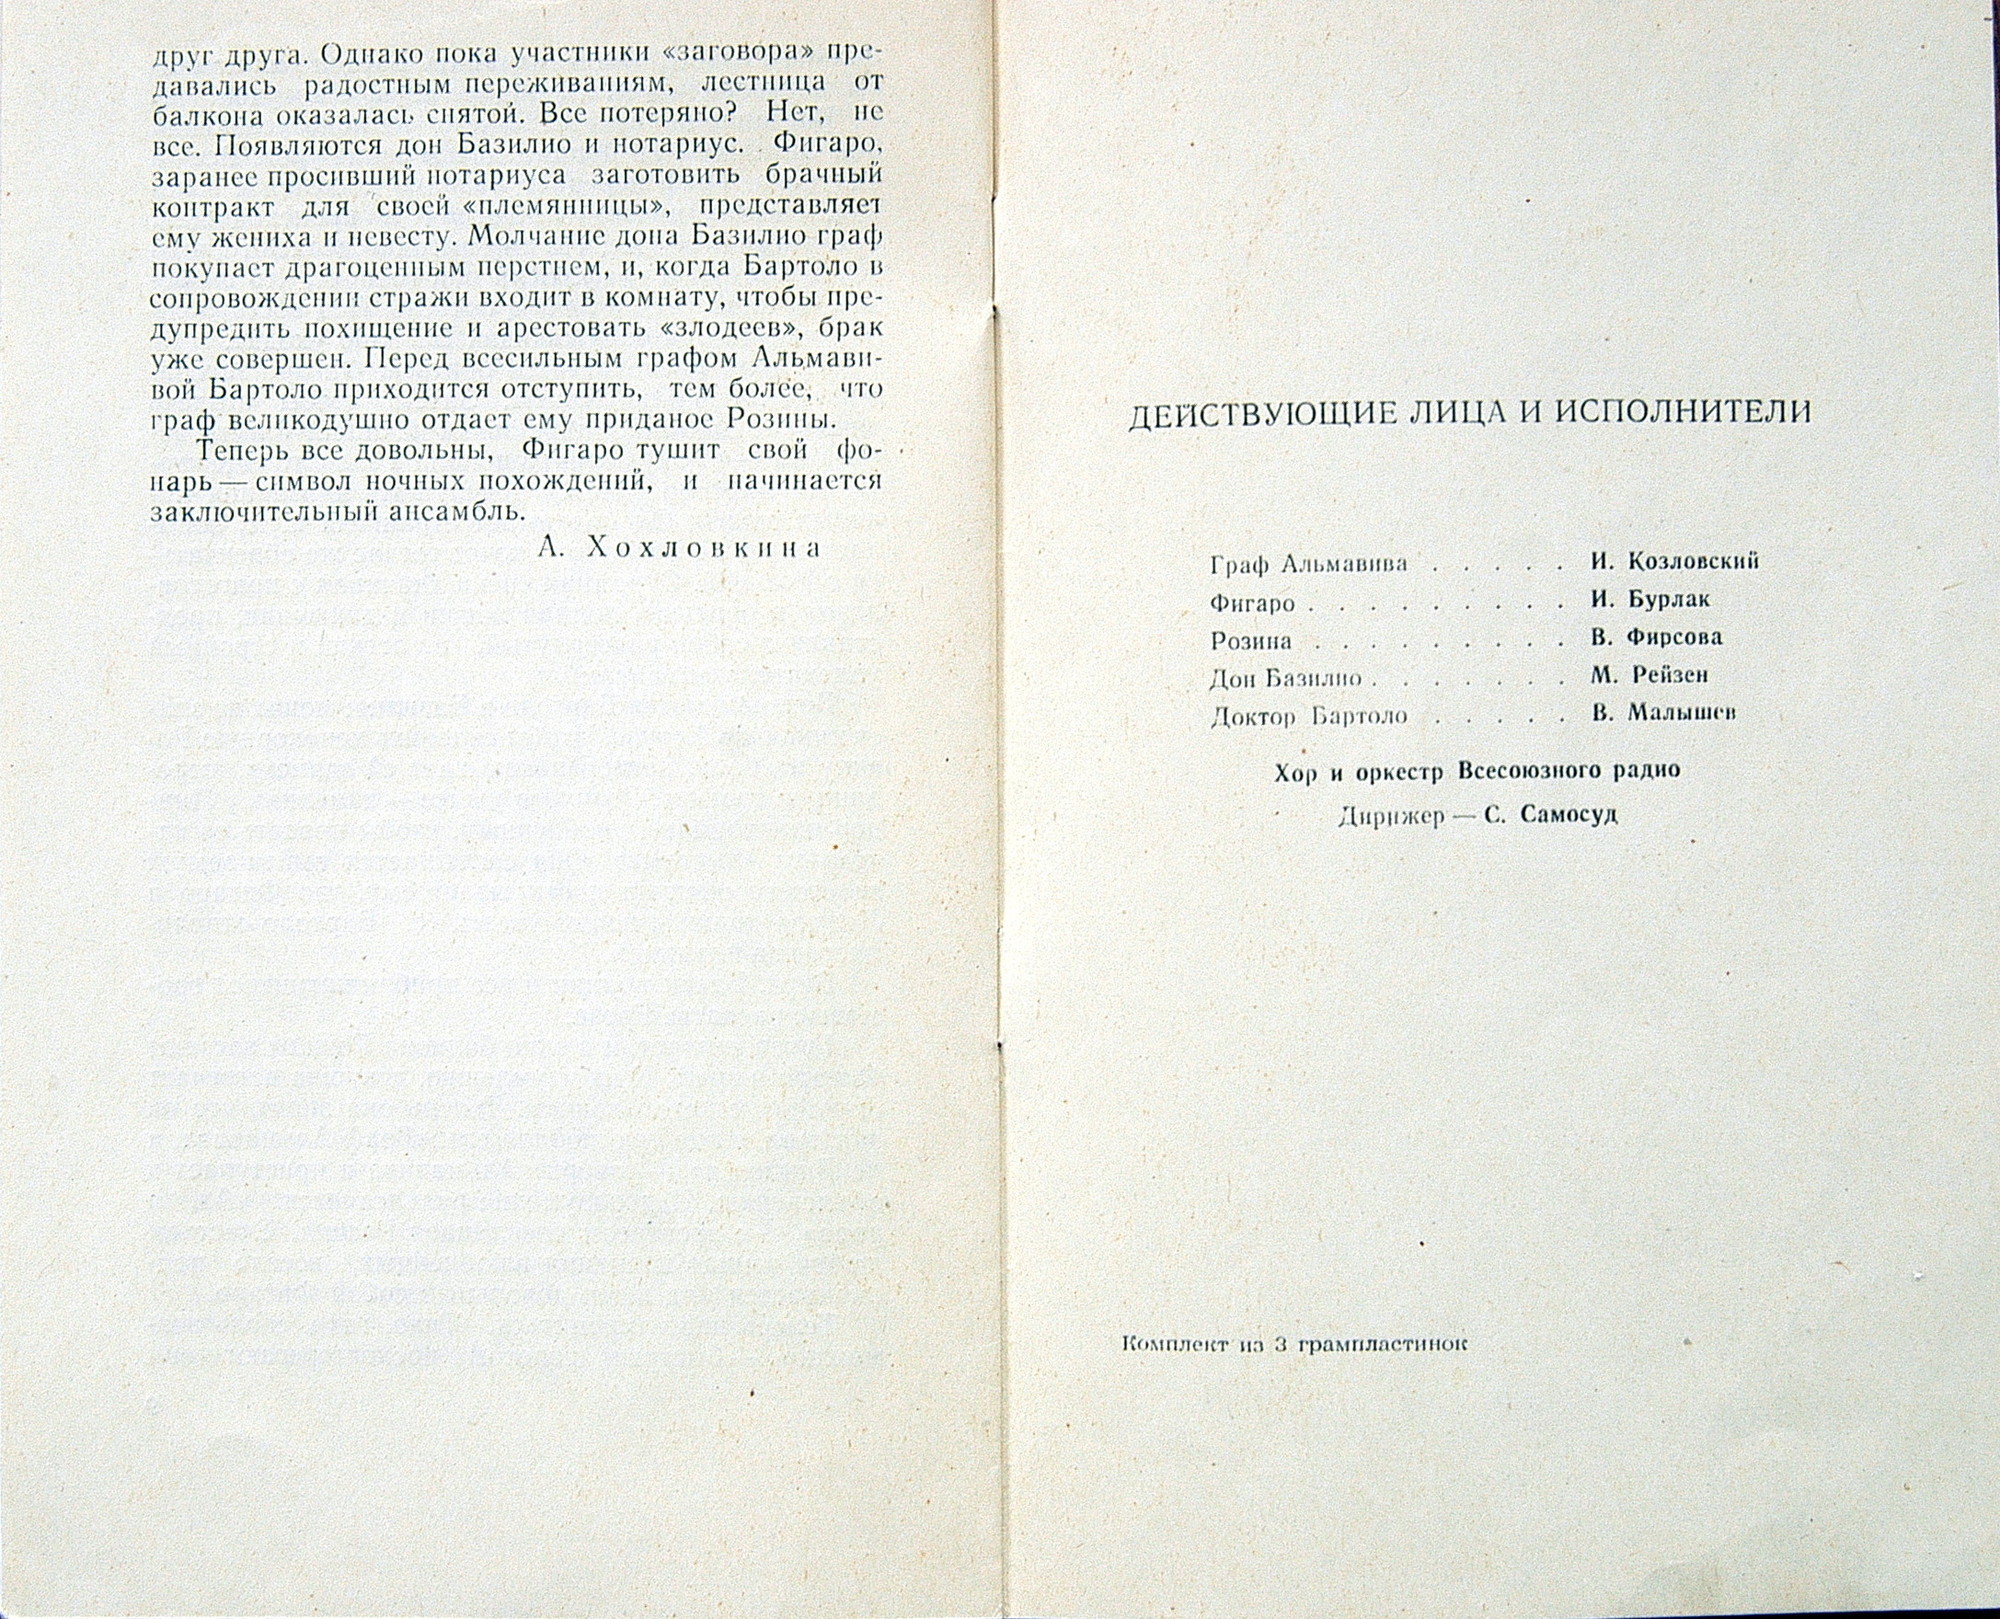 друг друга. Однако пока участники «заговора» пре-
давались радостным переживаниям, лестница от
балкона оказалась снятой. Все потеряно? Нет, не
все. Появляются дон Базилио и нотариус. Фигаро,
заранее просивший нотариуса заготовить брачный
контракт для своей «племянницы», представляет
ему жениха и невесту. Молчание дона Базилио граф
покупает драгоценным перстнем, и, когда Бартоло в
сопровождении стражи входит в комнату, чтобы пре-
дупредить похищение и арестовать «злодеев», брак
уже совершен. Перед всесильным графом Альмави-
вой Бартоло приходится отступить, тем более, что
граф великодушно отдает ему приданое Розины.
Теперь все довольны, Фигаро тушит свой фо-
нарь — символ ночных похождений, и начинается
заключительный ансамбль.
А. Хохловкина
ДЕЙСТВУЮЩИЕ ЛИЦА И ИСПОЛНИТЕЛИ
Граф Альмавива . . . . . И. Козловский
Фигаро . . . . . . . . . И. Бурлак
Розина . . . . . . . . . В. Фирсова
Дон Базилио . . . . . . . М. Рейзен
Доктор Бартоло . . . . . В. Малышев
Хор и оркестр Всесоюзного радио
Дирижер — С. Самосуд
Комплект из 3 грампластинок